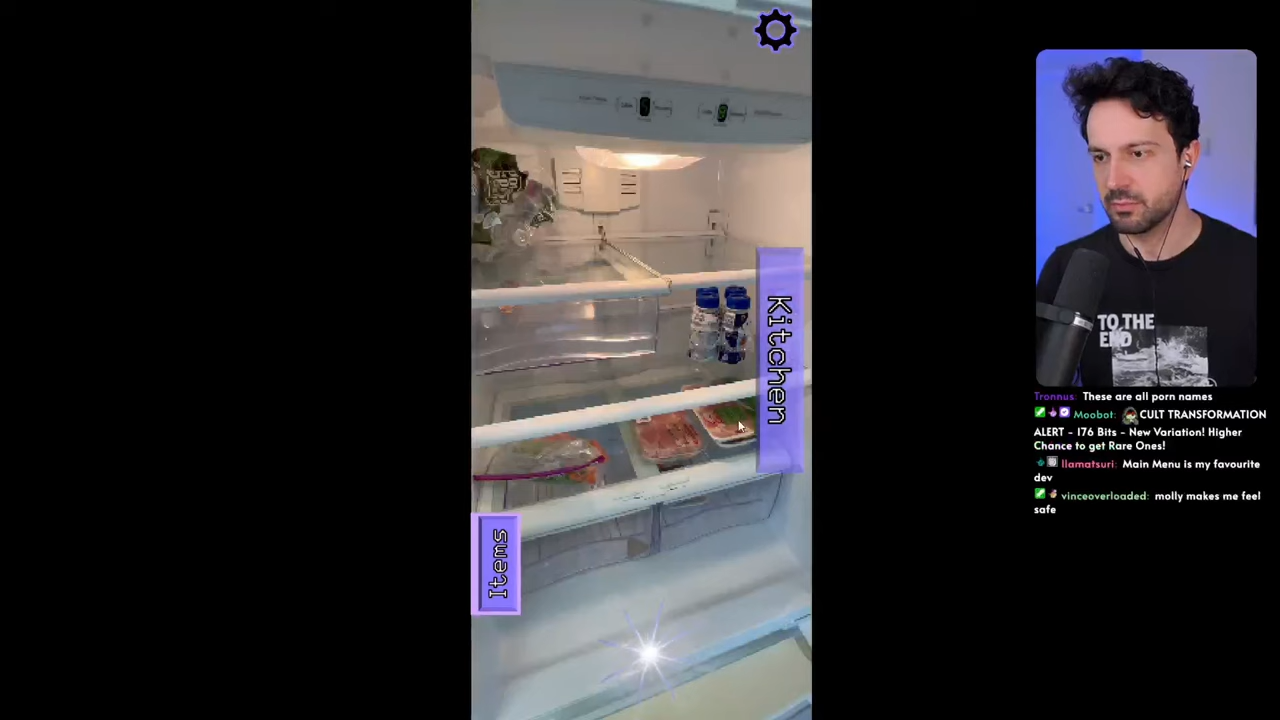 Kitchen
Items
TO THE
END
Tronnus: These are all porn names
Moobot: CULT TRANSFORMATION
ALERT - 176 Bits - New Variation! Higher
Chance to get Rare Ones!
llamatsuri: Main Menu is my favourite
dev
vinceoverloaded: molly makes me feel
safe